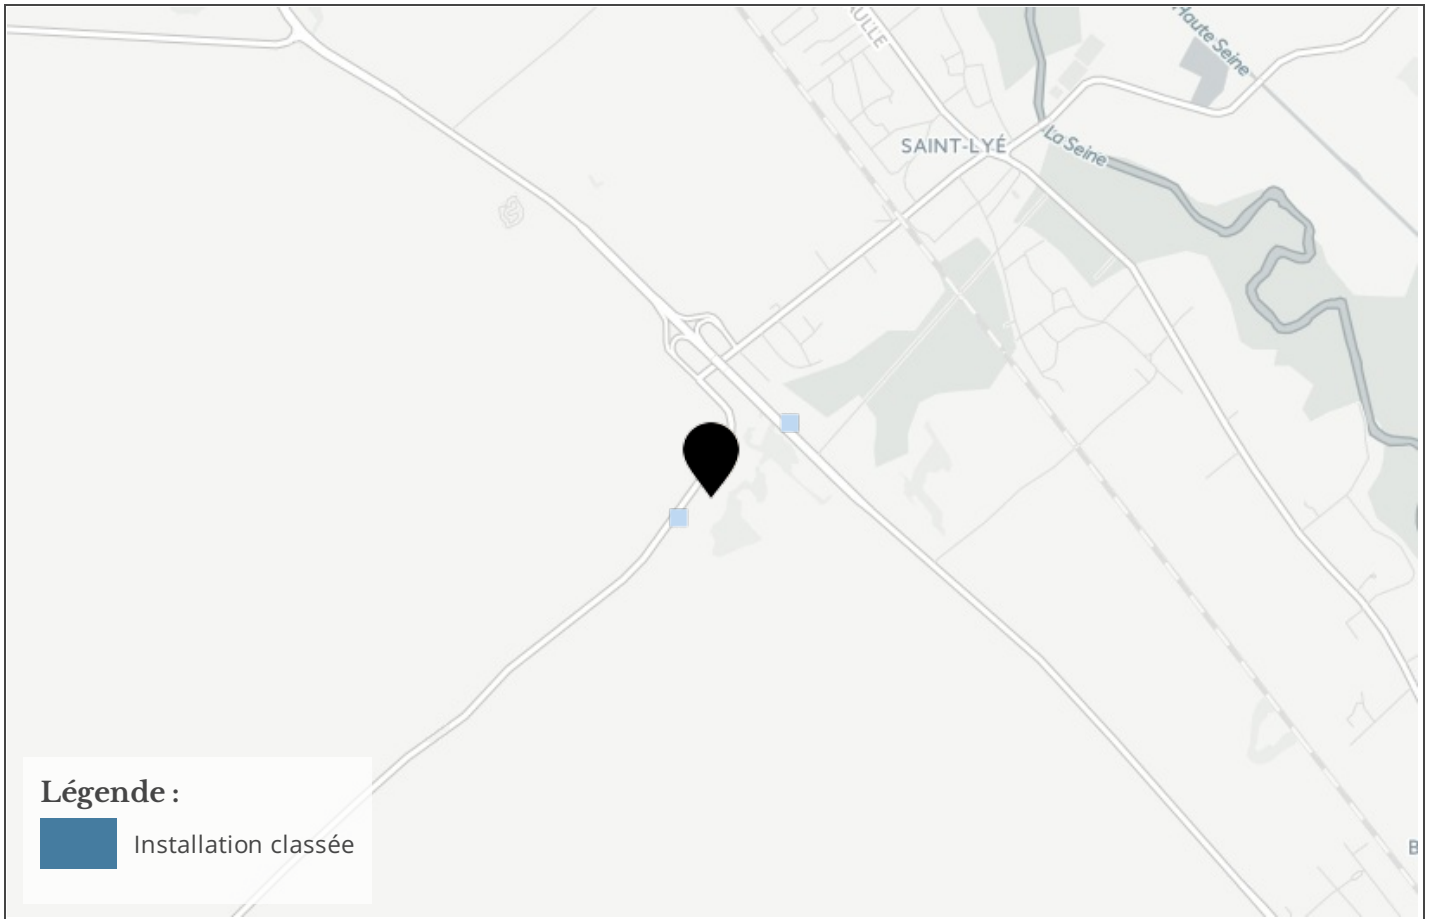 Haute Seine
SAINT-LYÉ
La Seine
Légende :
Installation classée